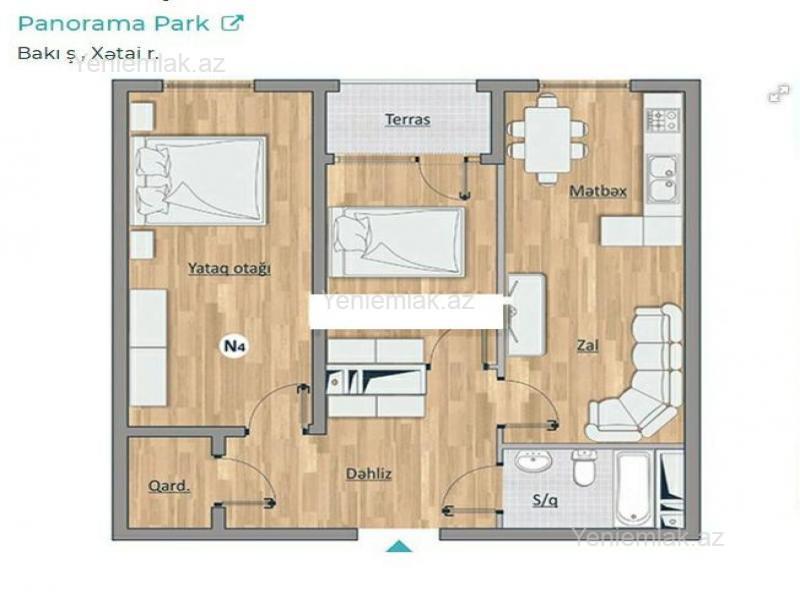 Panorama Park
Bakı ş., Xətai r.
Yeniemlak.az
Terras
Mətbəx
Yataq otağı
Yeniemlak.az
N4
Zal
Dəhliz
Qard.
S/q
Yeniemlak.az